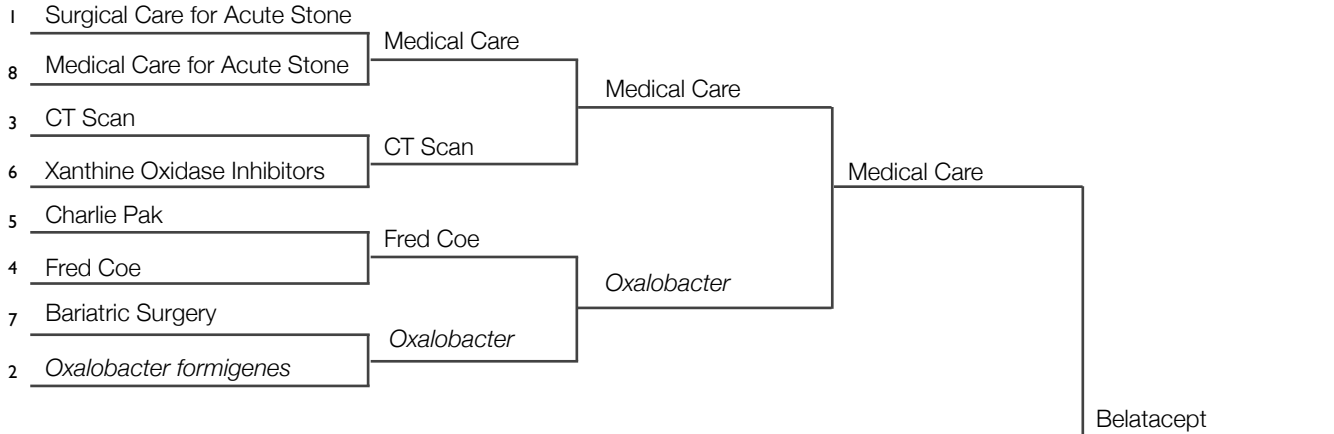 1 Surgical Care for Acute Stone
Medical Care
8 Medical Care for Acute Stone
Medical Care
3 CT Scan
CT Scan
6 Xanthine Oxidase Inhibitors
Medical Care
5 Charlie Pak
Fred Coe
4 Fred Coe
Oxalobacter
7 Bariatric Surgery
Oxalobacter
2 Oxalobacter formigenes
Belatacept